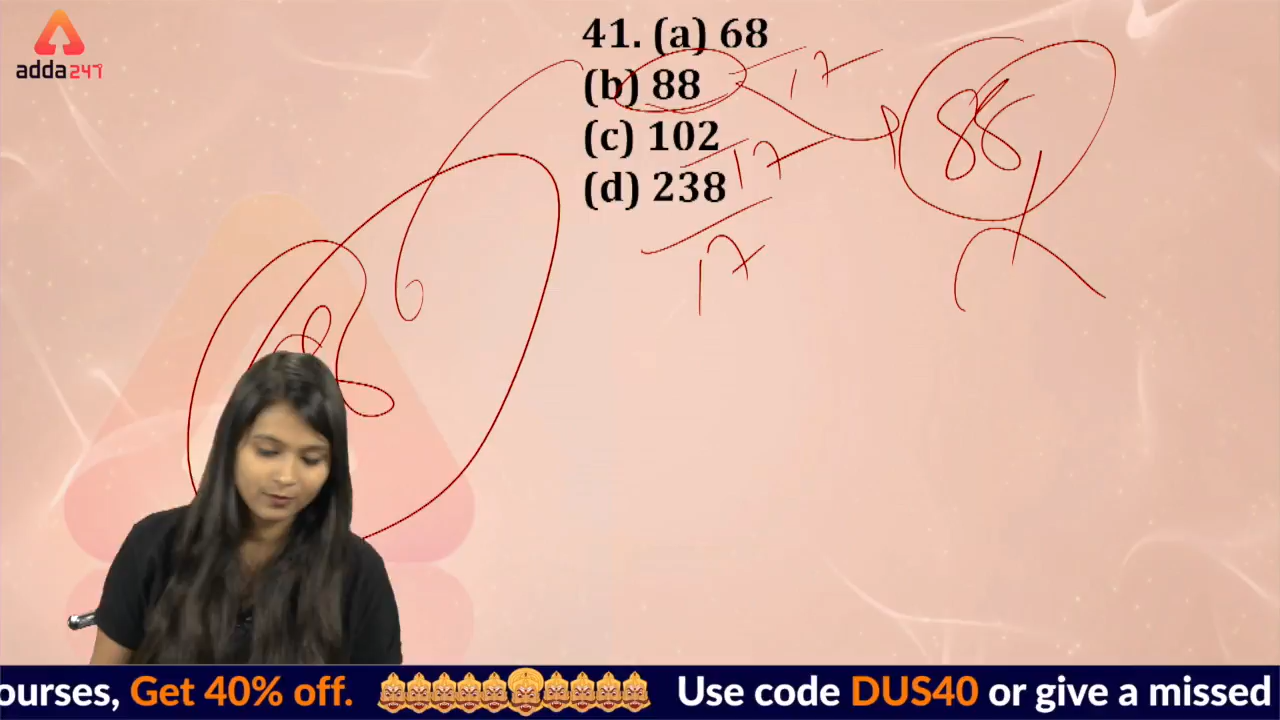 adda247
41. (a) 68
(b) 88
(c) 102
(d) 238
17
17
17
88
ourses, Get 40% off. Use code DUS40 or give a missed